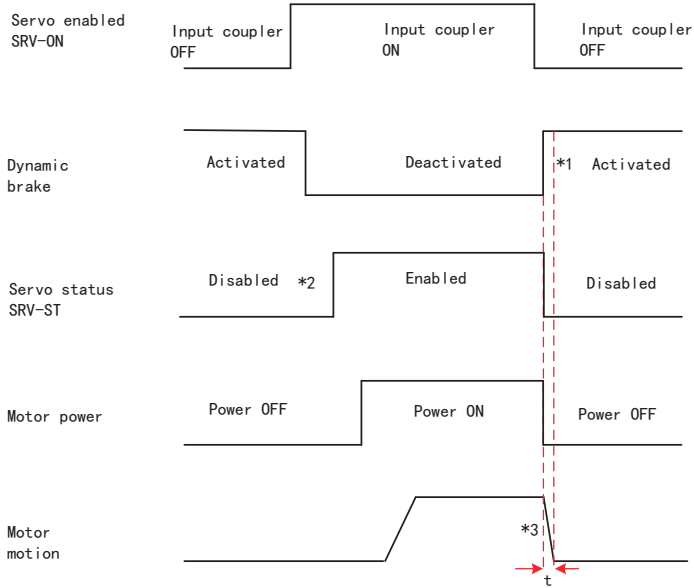 Servo enabled
SRV-ON
Input coupler
OFF
Input coupler
ON
Input coupler
OFF
Dynamic
brake
Activated
Deactivated
*1 Activated
Servo status
SRV-ST
Disabled *2
Enabled
Disabled
Motor power
Power OFF
Power ON
Power OFF
Motor
motion
*3
t